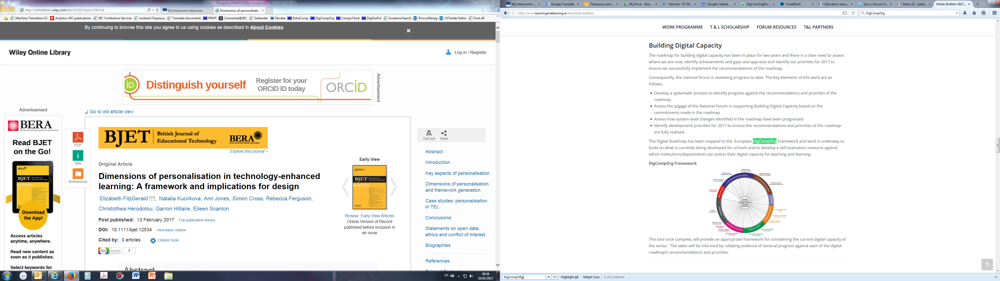 http://onlinelibrary.wiley.com/doi/10.1111/bjet.12534/full
My Intracomm Welcome
Dimensions of personalisati...
Machine Translation EC
Analytics JRC publications
JRC Conference Services
winbank Πειραιώς
Translate documents
PPMT
Connected@JRC
Santander
Nordea
EntreComp
DigCompOrg
CompuThink
DigEduPol
AcademicSearch
ProcurManag
CfTender Editor
Find-eR
By continuing to browse this site you agree to us using cookies as described in About Cookies
Wiley Online Library
Log in / Register
iD
Distinguish yourself
Register for your
ORCID iD today
ORCiD
Advertisement
Advertisement
BERA
BRITISH EDUCATIONAL RESEARCH ASSOCIATION
Read BJET
on the Go!
BJET
Download
the App!
Access articles
anytime, anywhere.
Read new content as
soon as it publishes.
Select keywords for
Go to old article view
PDF
Info
References
BJET
British Journal of
Educational Technology
BERA
Explore this journal >
Original Article
Dimensions of personalisation in technology-enhanced
learning: A framework and implications for design
Elizabeth FitzGerald, Natalia Kucirkova, Ann Jones, Simon Cross, Rebecca Ferguson,
Christothea Herodotou, Garron Hillaire, Eileen Scanlon
First published: 13 February 2017 Full publication history
DOI: 10.1111/bjet.12534 View/save citation
Cited by: 0 articles Citation tools
Am score 3
Abstract
Early View
BERA
BJET
Browse Early View Articles
Online Version of Record
published before inclusion in
an issue
Text size
Share
Abstract
Introduction
Key aspects of personalisation
Dimensions of personalisation
and framework generation
Case studies: personalisation
in TEL
Conclusions
Statements on open data,
ethics and conflict of interest
Biographies
References
EN
08:58
20/02/2017
My Intracomm ...
Google Translate
Thesaurus.com...
My Drive - Goo...
Yammer : ET 20...
Google Calend...
DigComOrg4Sc...
TweetDeck
Education news...
Sync | Secure Cl...
Inbox (2) - pank...
Winter Bulletin 2017...
http://www.teachingandlearning.ie/december-bulletin/
DigCompOrg
WORK PROGRAMME
T & L SCHOLARSHIP
FORUM RESOURCES
T&L PARTNERS
Building Digital Capacity
The roadmap for building digital capacity has been in place for two years and there is a clear need to assess
where we are now, identify achievements and gaps and appraise and identify our priorities for 2017 to
ensure we successfully implement the recommendations of the roadmap.
Consequently, the national forum is reviewing progress to date. The Key elements of this work are as
follows;
Develop a systematic process to identify progress against the recommendations and priorities of the
roadmap.
Assess the impact of the National Forum in supporting Building Digital Capacity based on the
commitments made in the roadmap
Assess how system-level changes identified in the roadmap have been progressed
Identify development priorities for 2017 to ensure the recommendations and priorities of the roadmap
are fully realised.
The Digital Roadmap has been mapped to the European DigCompOrg Framework and work is underway to
build on what is currently being developed for schools and to develop a self-evaluation resource against
which institutions/departments can assess their digital capacity for teaching and learning.
DigCompOrg Framework
This tool once compete, will provide an appropriate framework for considering the current digital capacity of
the sector. The latter will be informed by collating evidence of sectoral progress against each of the digital
roadmap's recommendations and priorities.
DigCompORg
Highlight All
Match Case
1 of 2 matches